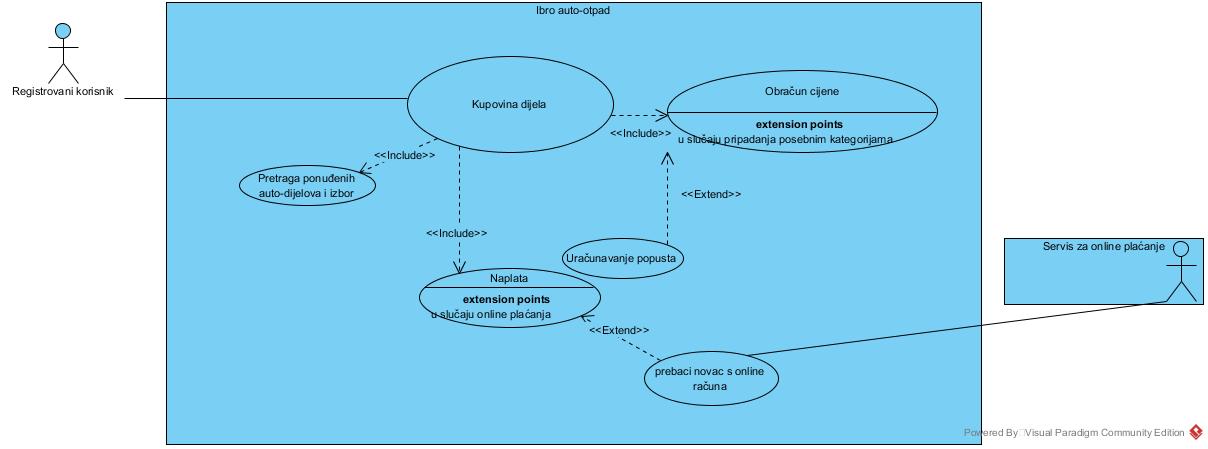 Ibro auto-otpad
Registrovani korisnik
Kupovina dijela
Obračun cijene
extension points
u slučaju pripadanja posebnim kategorijama
<<Include>>
<<Include>>
Pretraga ponuđenih
auto-dijelova i izbor
<<Extend>>
<<Include>>
Uračunavanje popusta
Servis za online plaćanje
Naplata
extension points
u slučaju online plaćanja
<<Extend>>
prebaci novac s online
računa
Powered By Visual Paradigm Community Edition